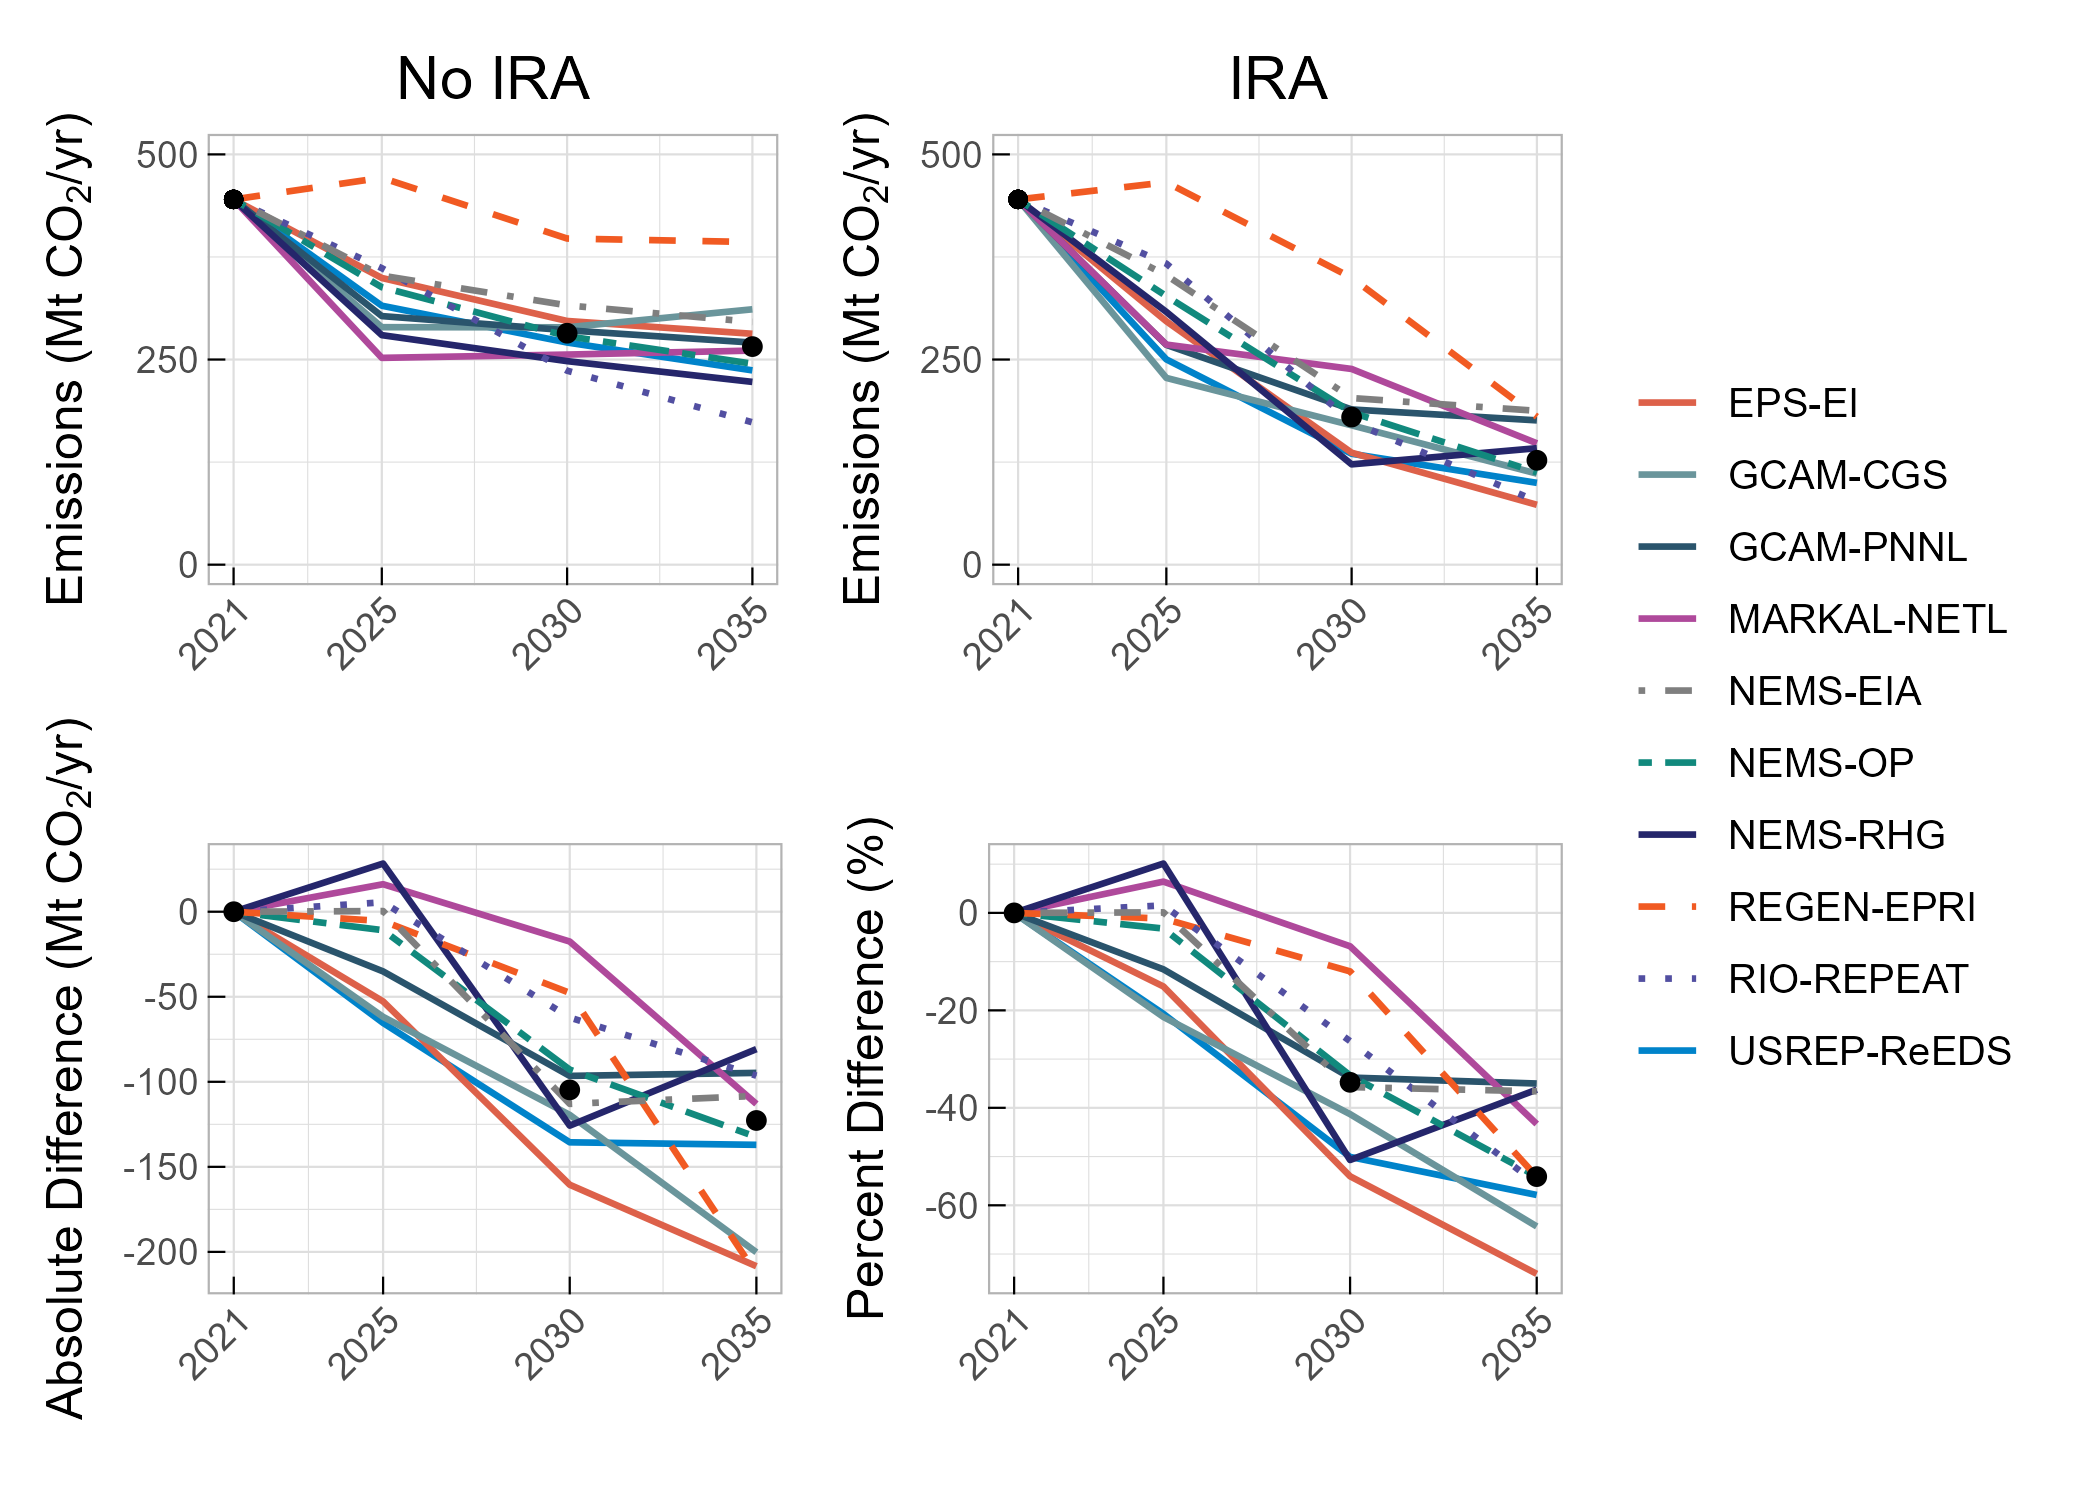 No IRA
IRA
Emissions (Mt CO₂/yr)
500
250
0
2021
2025
2030
2035
Emissions (Mt CO₂/yr)
500
250
0
2021
2025
2030
2035
Absolute Difference (Mt CO₂/yr)
0
-50
-100
-150
-200
2021
2025
2030
2035
Percent Difference (%)
0
-20
-40
-60
2021
2025
2030
2035
EPS-EI
GCAM-CGS
GCAM-PNNL
MARKAL-NETL
NEMS-EIA
NEMS-OP
NEMS-RHG
REGEN-EPRI
RIO-REPEAT
USREP-ReEDS